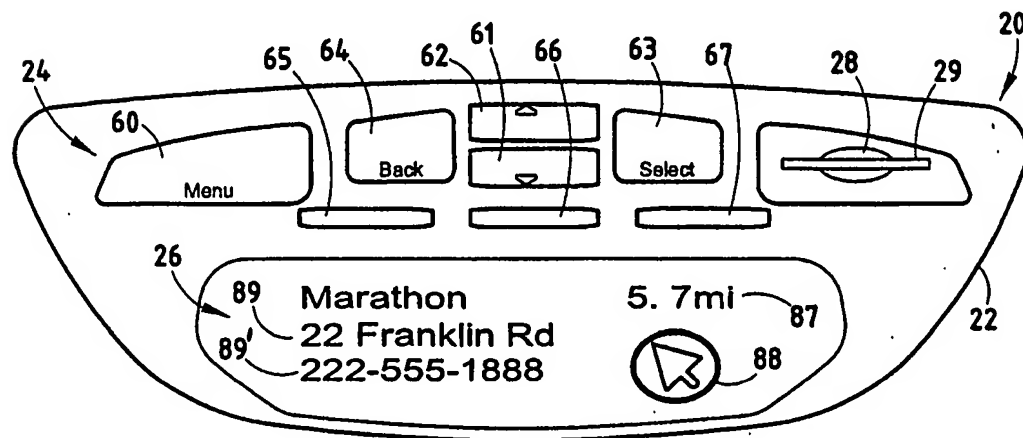 61
64 62 66 67 20
65 63 28
24 29
60
Back Select
Menu
26 89 Marathon 5. 7mi 87 22
22 Franklin Rd
89' 222-555-1888 88